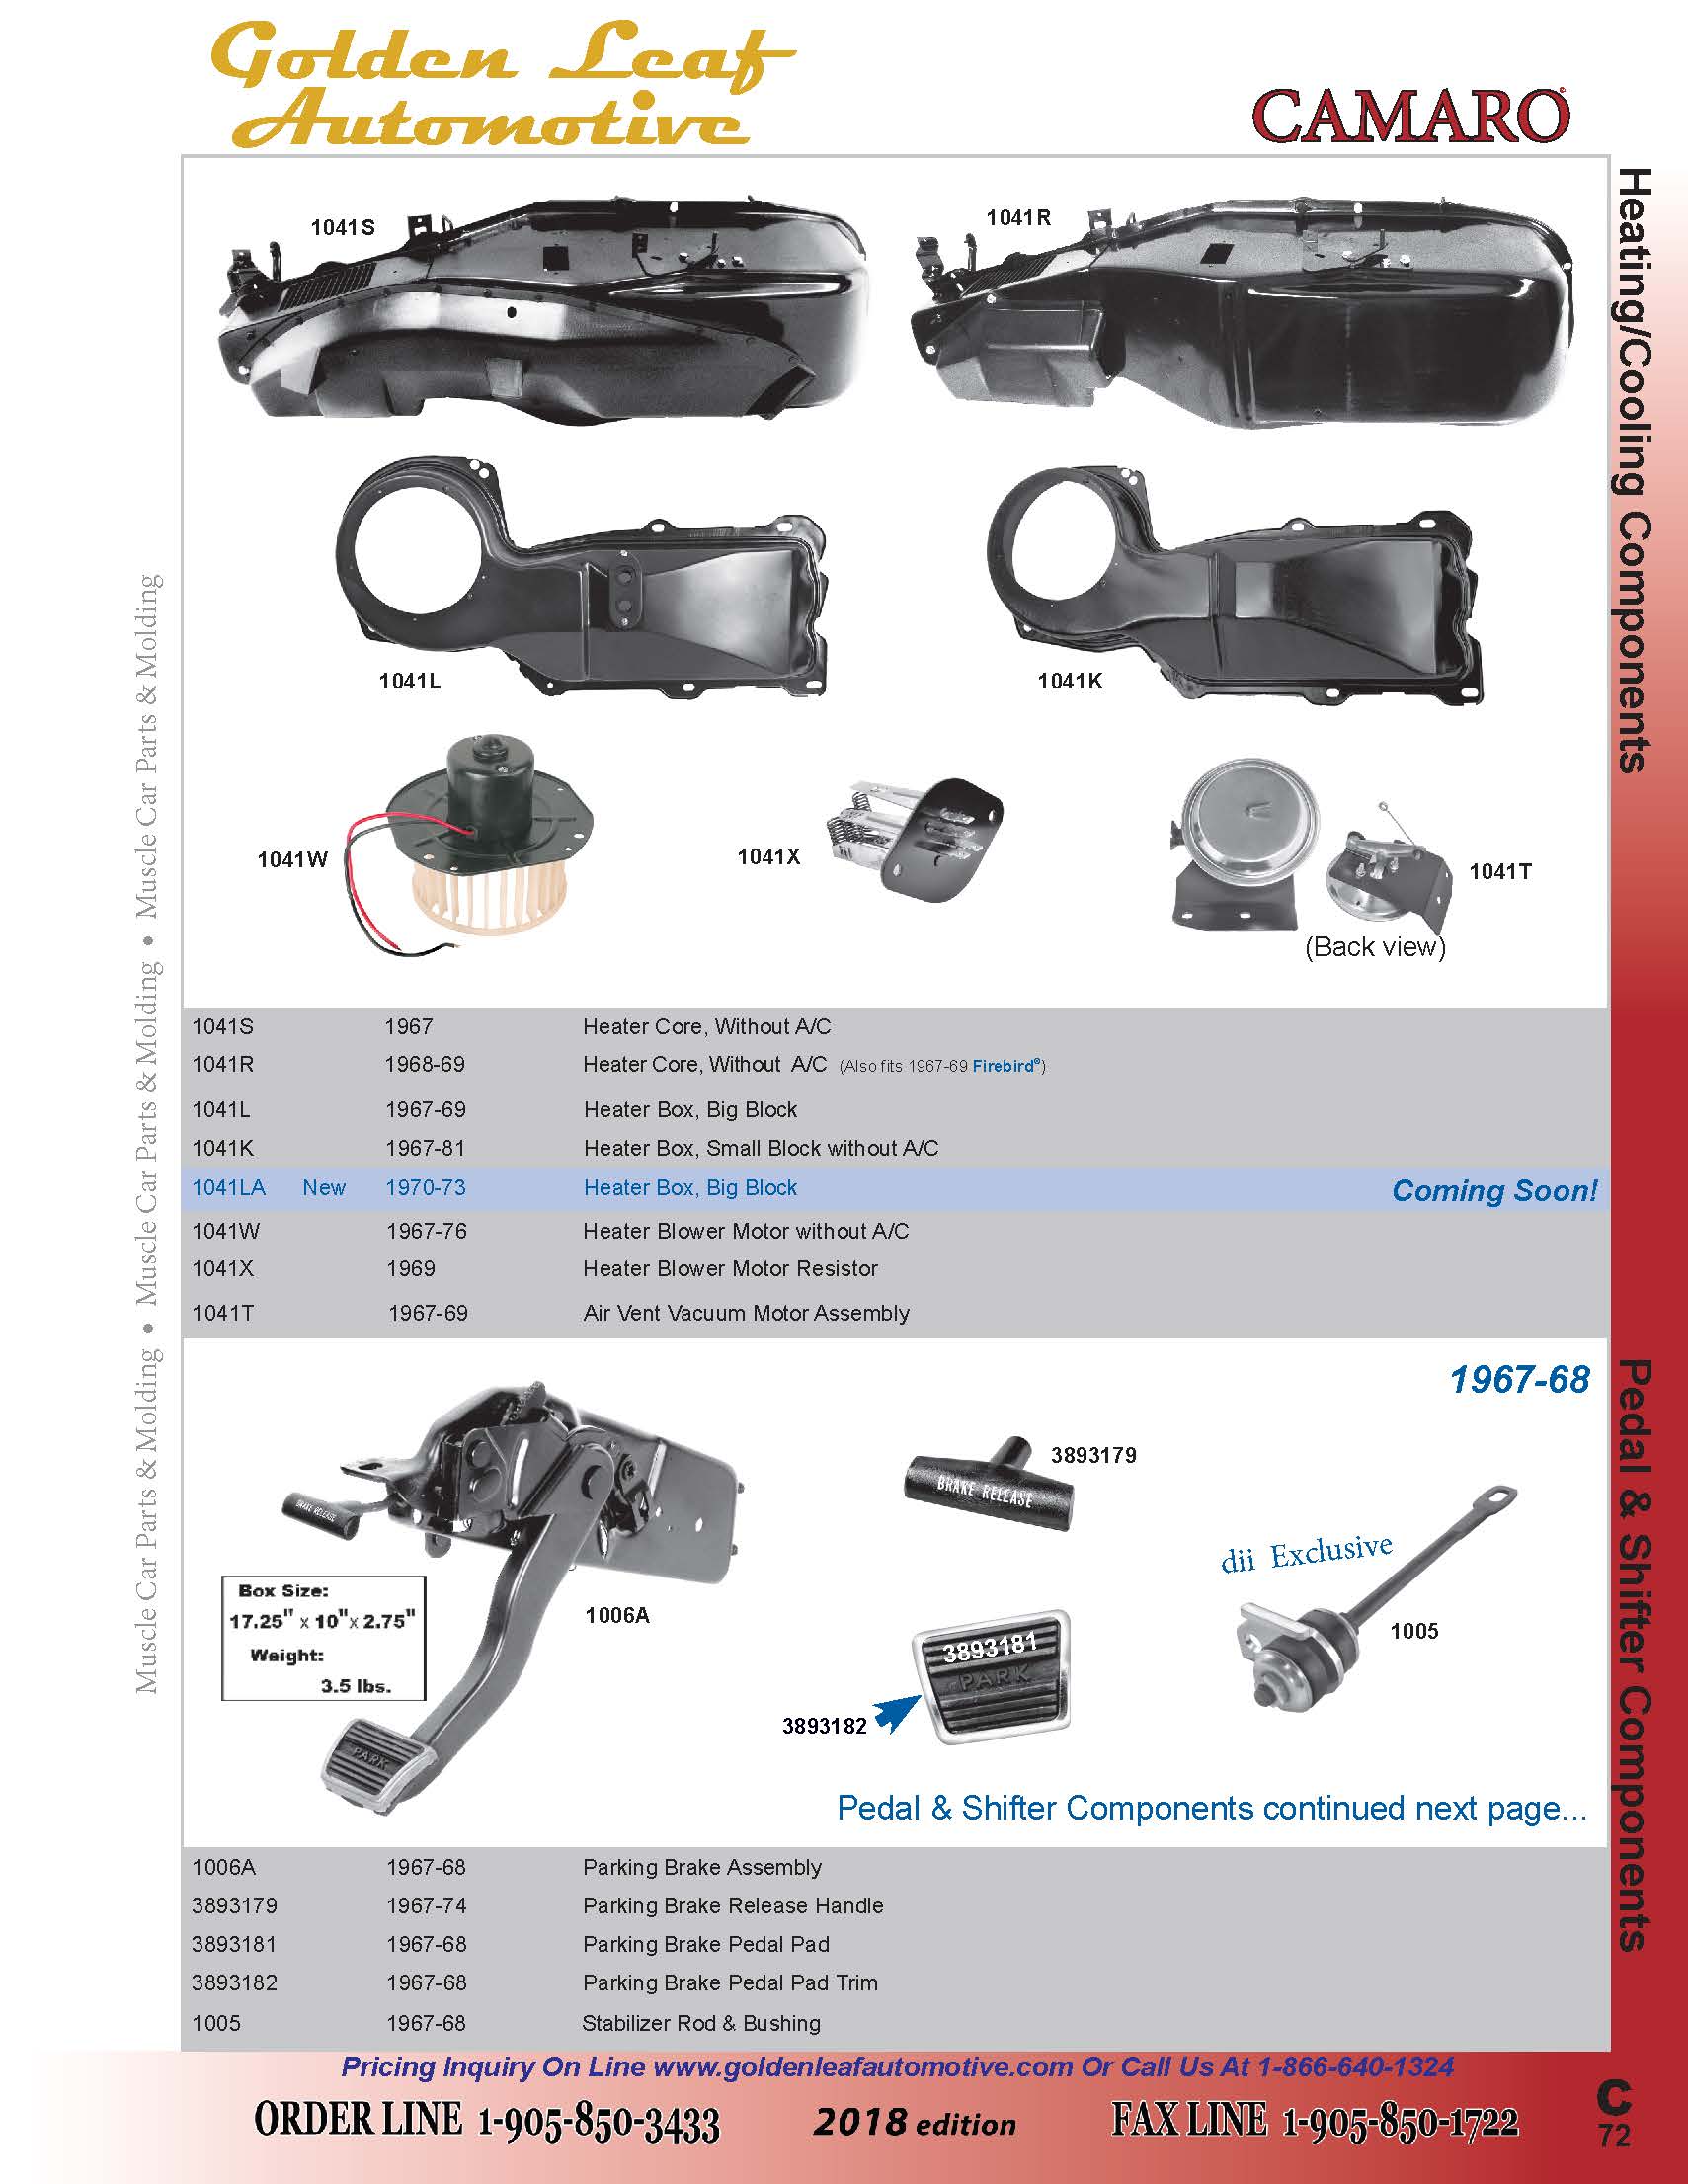 Golden Leaf
Automotive
CAMARO®
Heating/Cooling Components
1041S
1041R
1041L
1041K
1041W
1041X
1041T
(Back view)
Muscle Car Parts & Molding • Muscle Car Parts & Molding • Muscle Car Parts & Molding
1041S 1967 Heater Core, Without A/C
1041R 1968-69 Heater Core, Without A/C (Also fits 1967-69 Firebird®)
1041L 1967-69 Heater Box, Big Block
1041K 1967-81 Heater Box, Small Block without A/C
1041LA New 1970-73 Heater Box, Big Block Coming Soon!
1041W 1967-76 Heater Blower Motor without A/C
1041X 1969 Heater Blower Motor Resistor
1041T 1967-69 Air Vent Vacuum Motor Assembly
Pedal & Shifter Components
1967-68
3893179
BRAKE RELEASE
BRAKE RELEASE
dii Exclusive
Box Size:
17.25" x 10"x 2.75"
Weight:
3.5 lbs.
1006A
1005
3893181
PARK
3893182
PARK
Pedal & Shifter Components continued next page...
1006A 1967-68 Parking Brake Assembly
3893179 1967-74 Parking Brake Release Handle
3893181 1967-68 Parking Brake Pedal Pad
3893182 1967-68 Parking Brake Pedal Pad Trim
1005 1967-68 Stabilizer Rod & Bushing
Pricing Inquiry On Line www.goldenleafautomotive.com Or Call Us At 1-866-640-1324
ORDER LINE 1-905-850-3433 2018 edition FAX LINE 1-905-850-1722
C
72